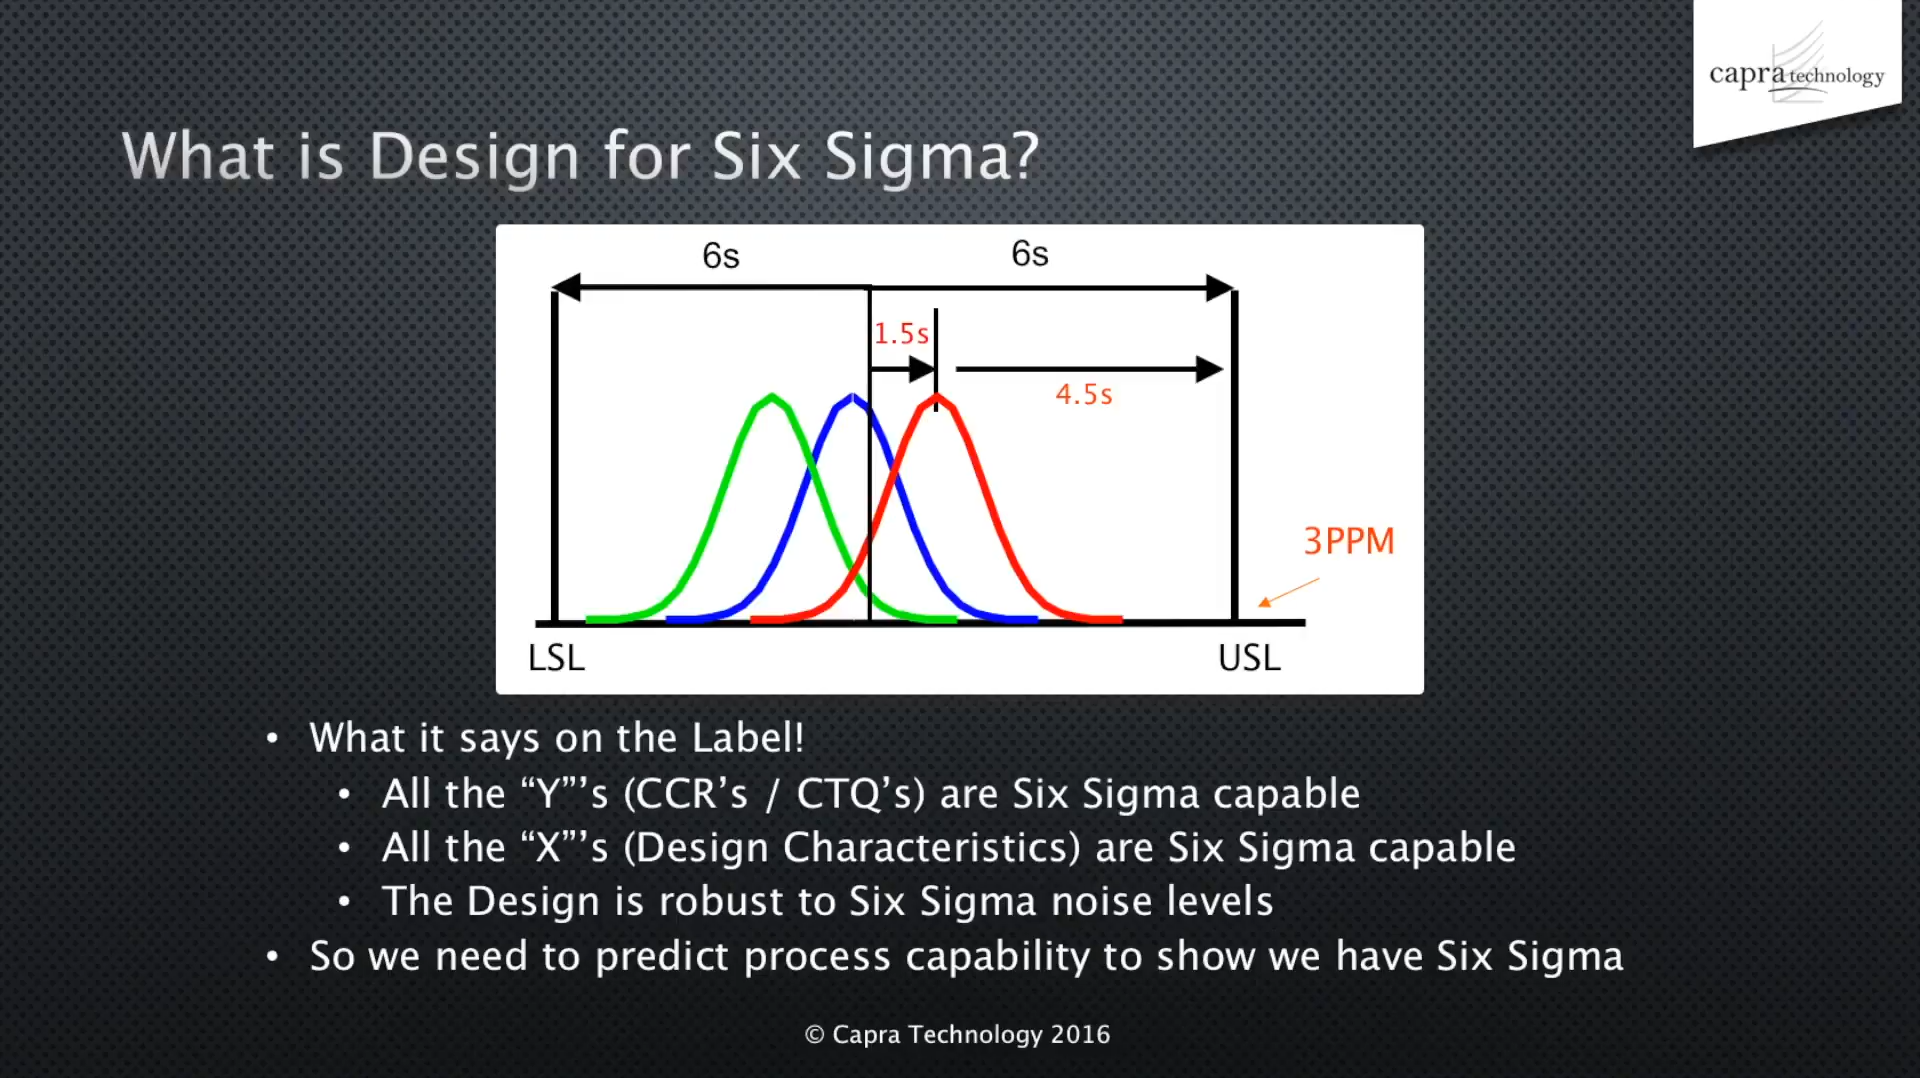 capra technology
What is Design for Six Sigma?
6s
6s
1.5s
4.5s
3PPM
LSL
USL
• What it says on the Label!
• All the “Y”’s (CCR’s / CTQ’s) are Six Sigma capable
• All the “X”’s (Design Characteristics) are Six Sigma capable
• The Design is robust to Six Sigma noise levels
• So we need to predict process capability to show we have Six Sigma
© Capra Technology 2016